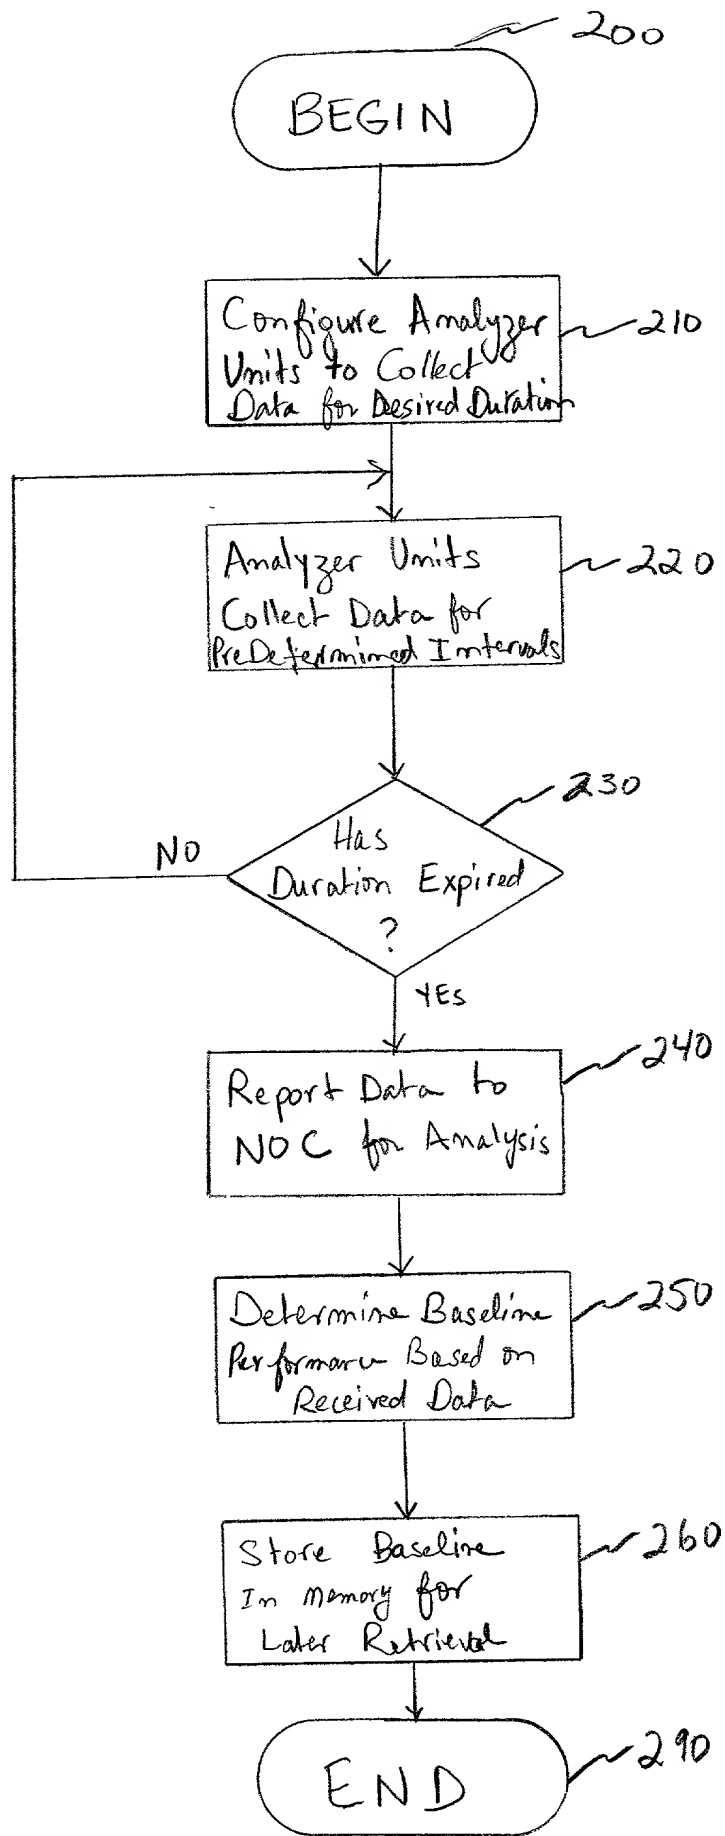 200
BEGIN
Configure Analyzer
210
Units to Collect
Data for Desired Duration
Analyzer Units
220
Collect Data for
PreDetermined Intervals
230
Has
NO
Duration Expired
?
YES
240
Report Data to
NOC for Analysis
250
Determine Baseline
Performance Based on
Received Data
260
Store Baseline
In Memory for
Later Retrieval
290
END